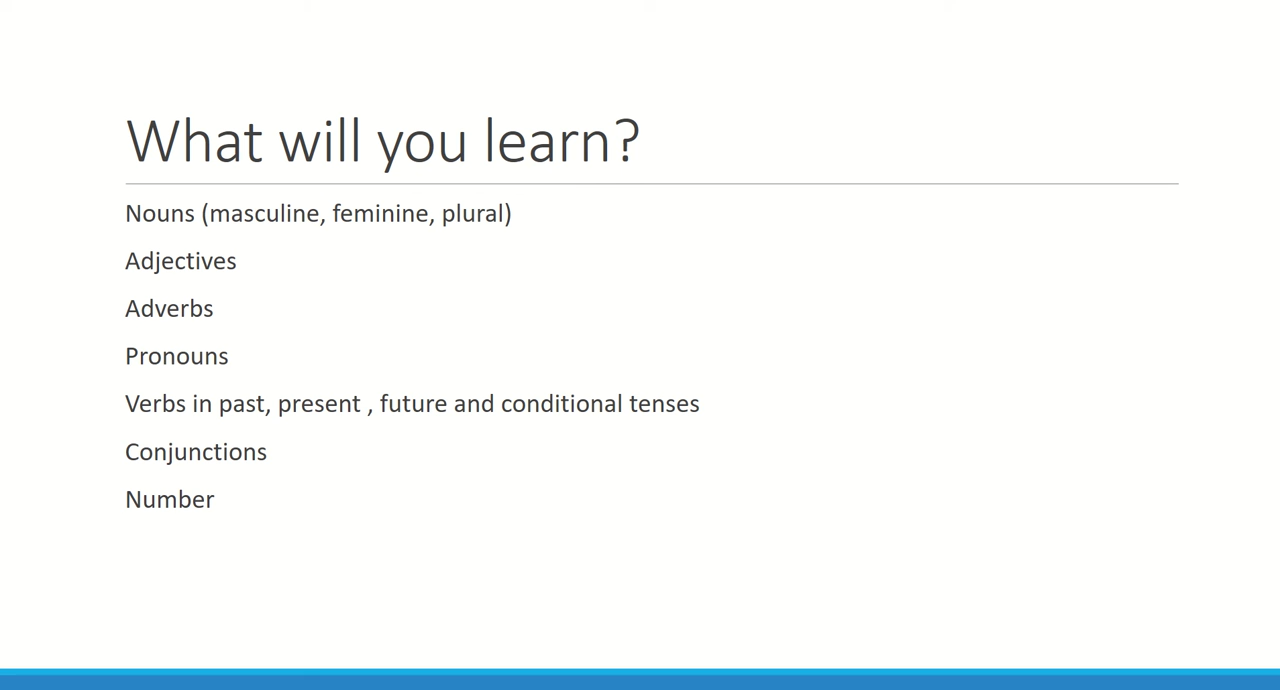 What will you learn?
Nouns (masculine, feminine, plural)
Adjectives
Adverbs
Pronouns
Verbs in past, present , future and conditional tenses
Conjunctions
Number